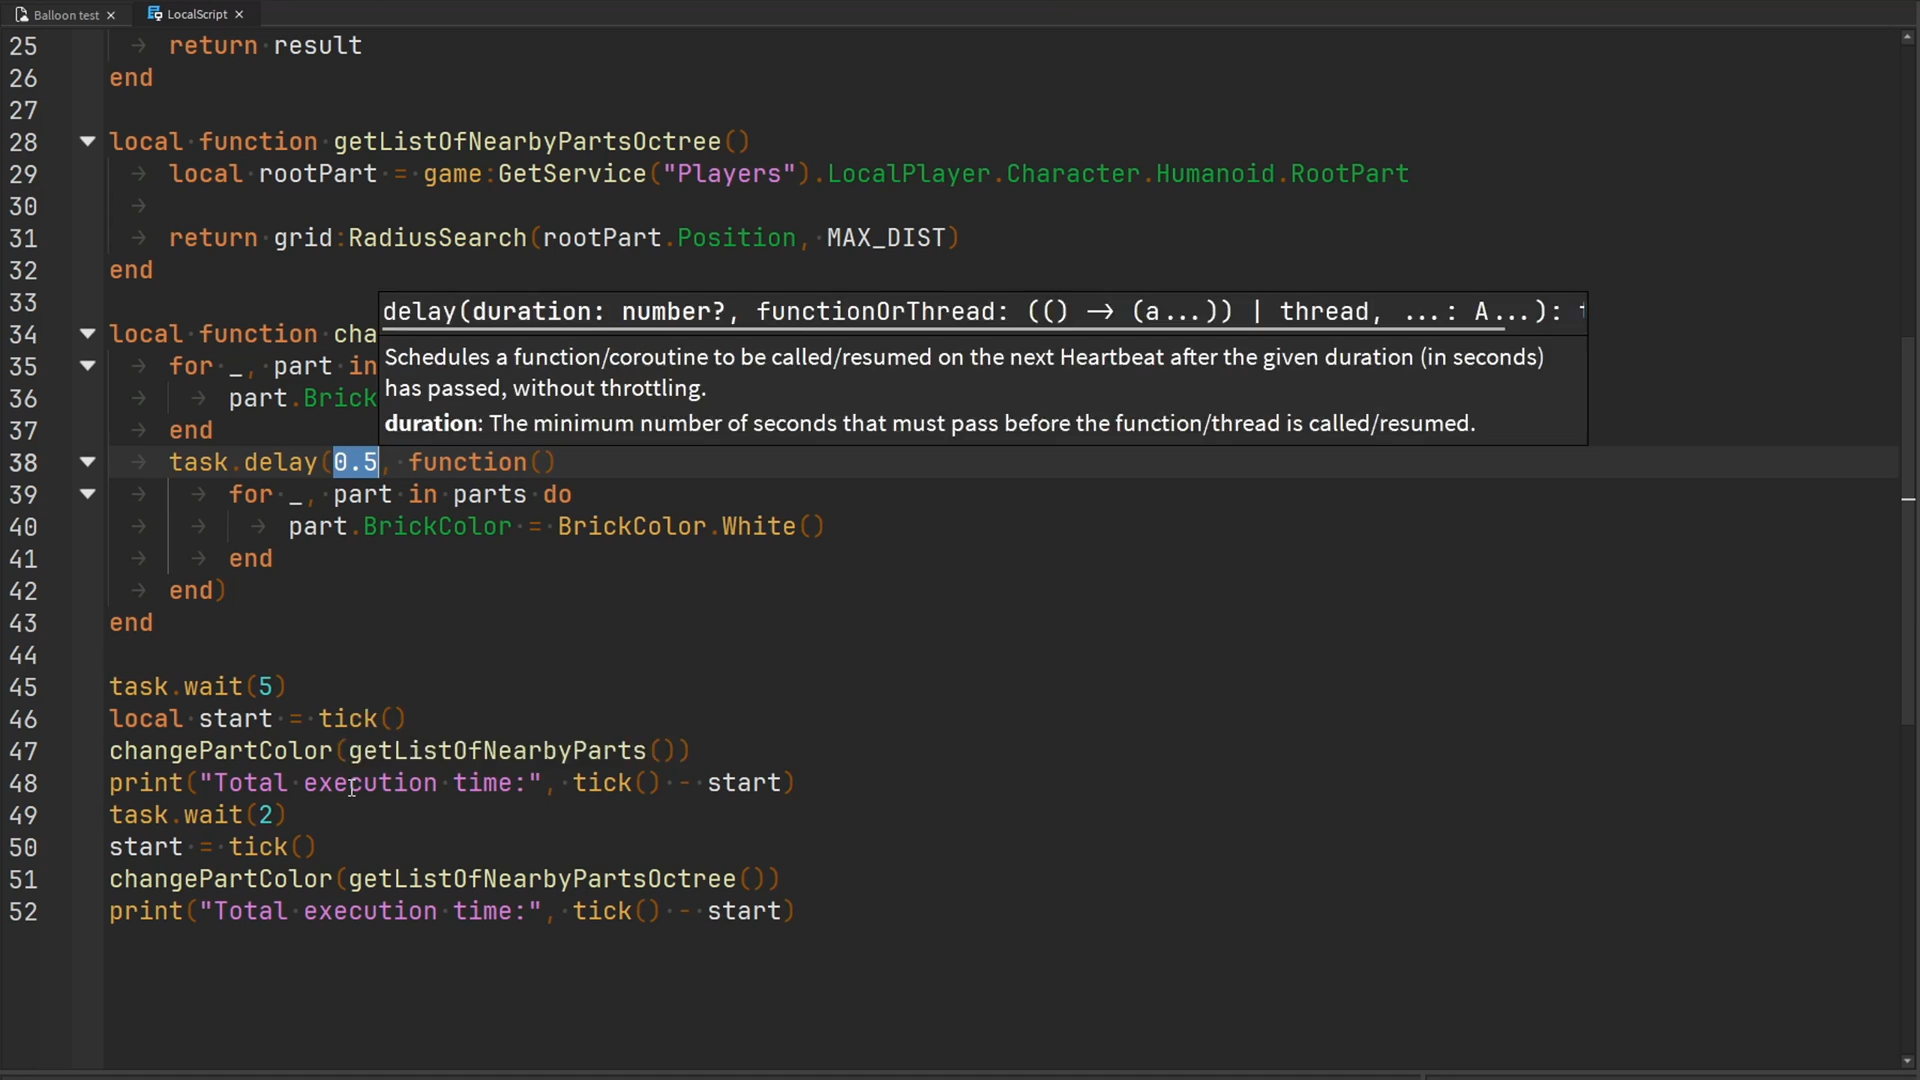 Balloon test
LocalScript
25 return result
26 end
27
28 local function getListOfNearbyPartsOctree()
29 local rootPart = game:GetService("Players").LocalPlayer.Character.Humanoid.RootPart
30
31 return grid:RadiusSearch(rootPart.Position, MAX_DIST)
32 end
33
delay(duration: number?, functionOrThread: (() → (a...)) | thread, ...: A...):
34 local function cha
Schedules a function/coroutine to be called/resumed on the next Heartbeat after the given duration (in seconds)
35 for _, part in
has passed, without throttling.
36 part.Brick
duration: The minimum number of seconds that must pass before the function/thread is called/resumed.
37 end
38 task.delay(0.5, function()
39 for _, part in parts do
40 part.BrickColor = BrickColor.White()
41 end
42 end)
43 end
44
45 task.wait(5)
46 local start = tick()
47 changePartColor(getListOfNearbyParts())
48 print("Total execution time:", tick() - start)
49 task.wait(2)
50 start = tick()
51 changePartColor(getListOfNearbyPartsOctree())
52 print("Total execution time:", tick() - start)